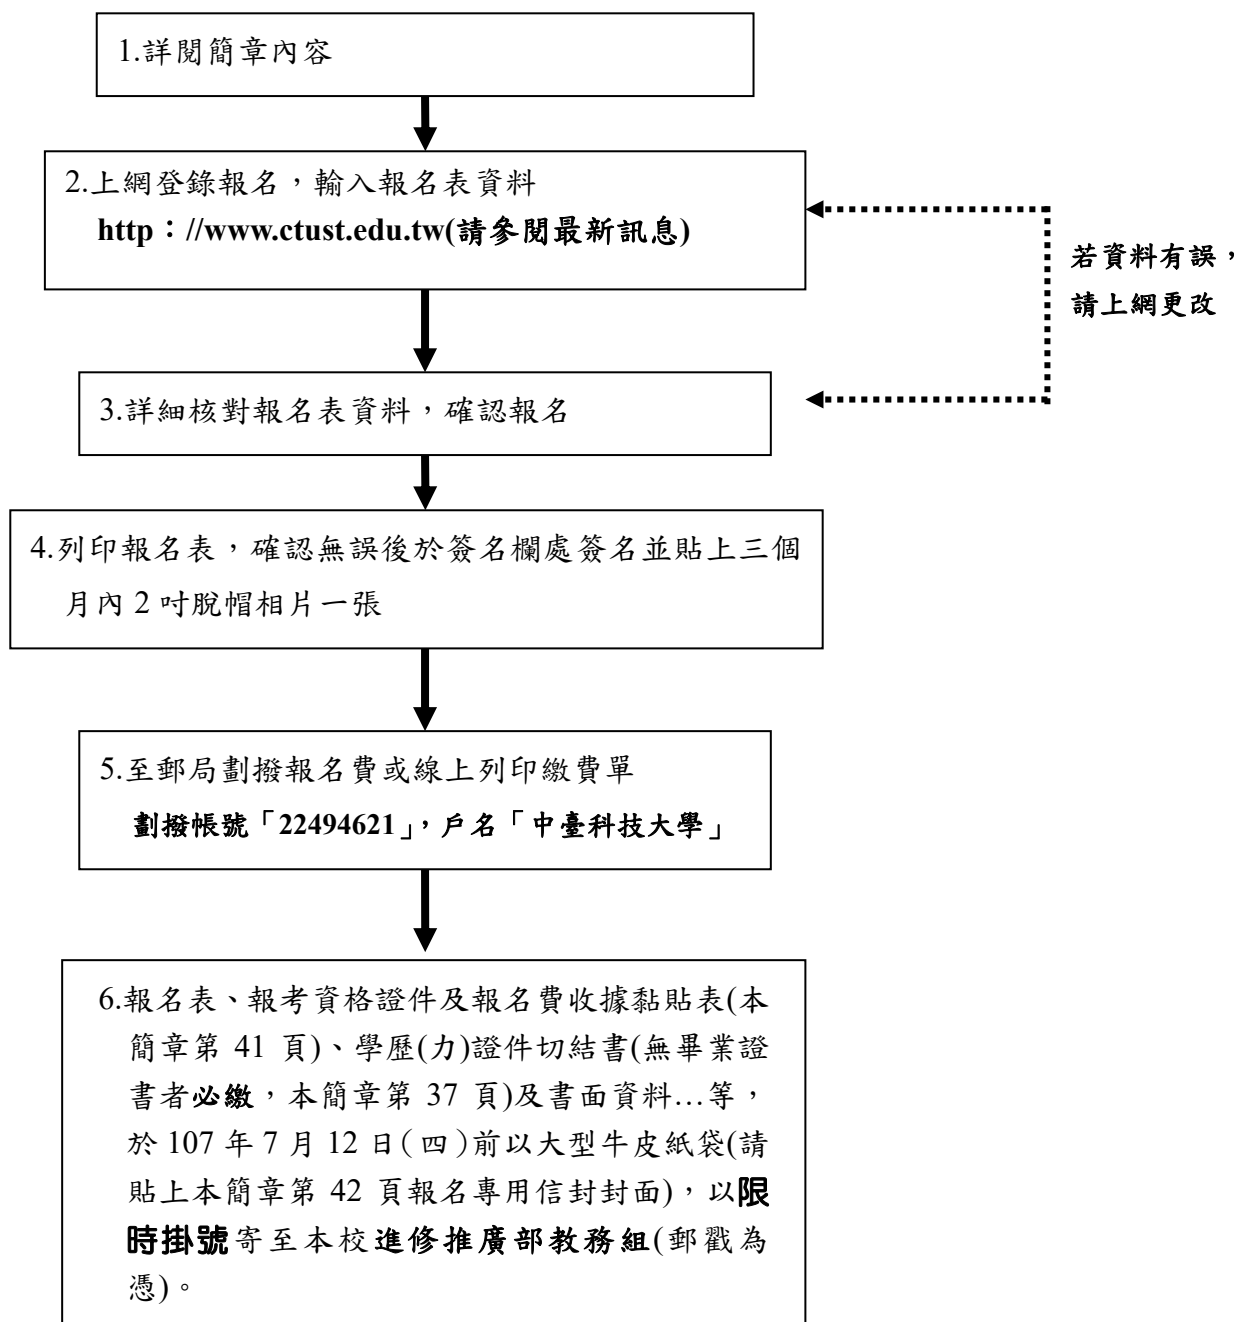 1.詳閱簡章內容
2.上網登錄報名，輸入報名表資料
http：//www.ctust.edu.tw(請參閱最新訊息)
若資料有誤，
請上網更改
3.詳細核對報名表資料，確認報名
4.列印報名表，確認無誤後於簽名欄處簽名並貼上三個
月內 2 吋脫帽相片一張
5.至郵局劃撥報名費或線上列印繳費單
劃撥帳號「22494621」，戶名「中臺科技大學」
6.報名表、報考資格證件及報名費收據黏貼表(本
簡章第 41 頁)、學歷(力)證件切結書(無畢業證
書者必繳，本簡章第 37 頁)及書面資料…等，
於 107 年 7 月 12 日(四)前以大型牛皮紙袋(請
貼上本簡章第 42 頁報名專用信封封面)，以限
時掛號寄至本校進修推廣部教務組(郵戳為
憑)。